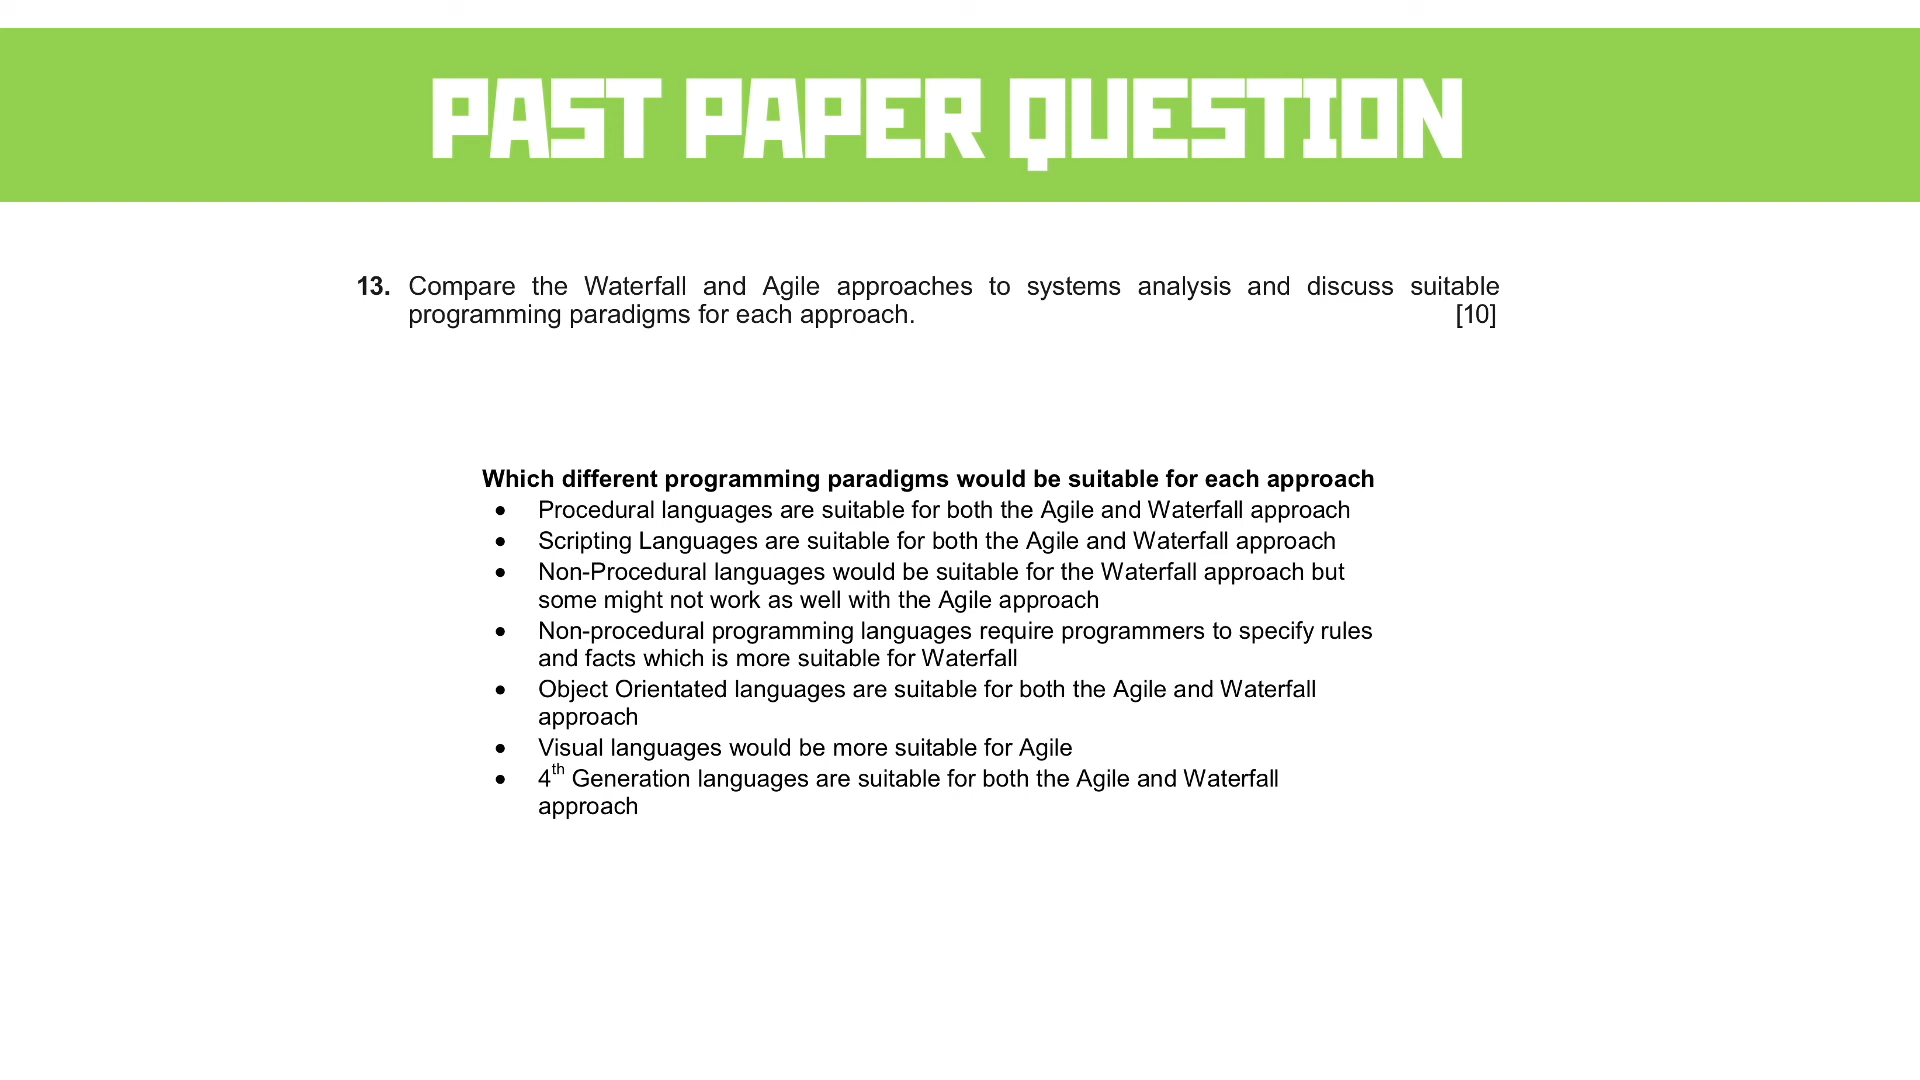 PAST PAPER QUESTION
13. Compare the Waterfall and Agile approaches to systems analysis and discuss suitable
programming paradigms for each approach. [10]
Which different programming paradigms would be suitable for each approach
• Procedural languages are suitable for both the Agile and Waterfall approach
• Scripting Languages are suitable for both the Agile and Waterfall approach
• Non-Procedural languages would be suitable for the Waterfall approach but
some might not work as well with the Agile approach
• Non-procedural programming languages require programmers to specify rules
and facts which is more suitable for Waterfall
• Object Orientated languages are suitable for both the Agile and Waterfall
approach
• Visual languages would be more suitable for Agile
• 4th Generation languages are suitable for both the Agile and Waterfall
approach